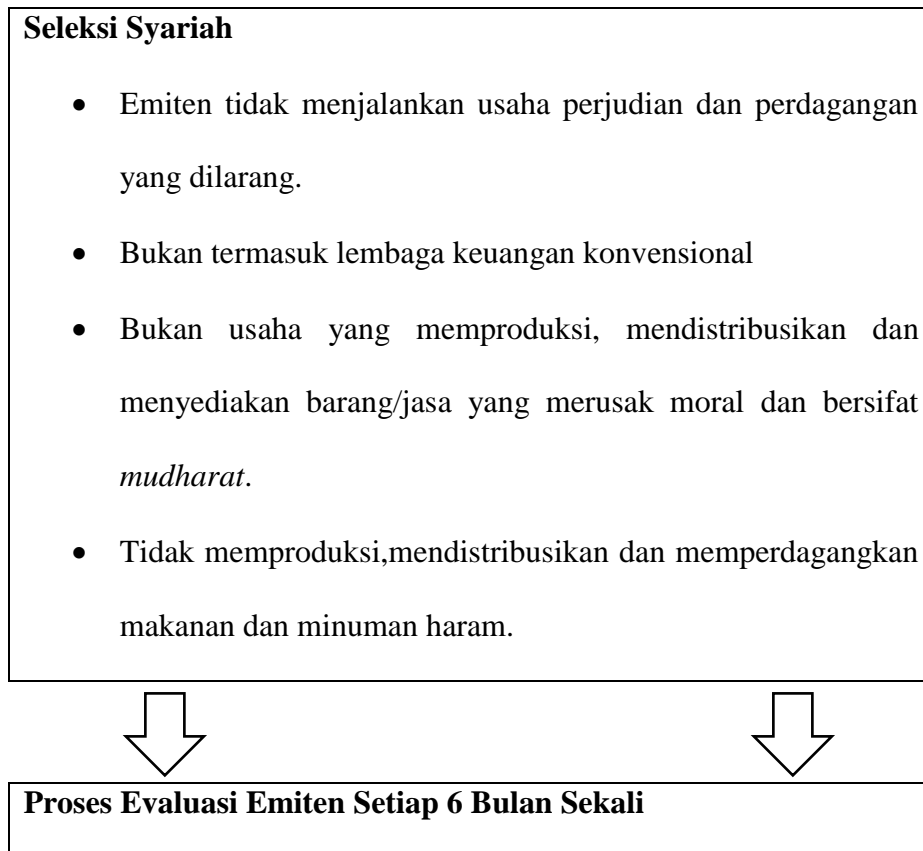 Seleksi Syariah
• Emiten tidak menjalankan usaha perjudian dan perdagangan
yang dilarang.
• Bukan termasuk lembaga keuangan konvensional
• Bukan usaha yang memproduksi, mendistribusikan dan
menyediakan barang/jasa yang merusak moral dan bersifat
mudharat.
• Tidak memproduksi,mendistribusikan dan memperdagangkan
makanan dan minuman haram.
Proses Evaluasi Emiten Setiap 6 Bulan Sekali